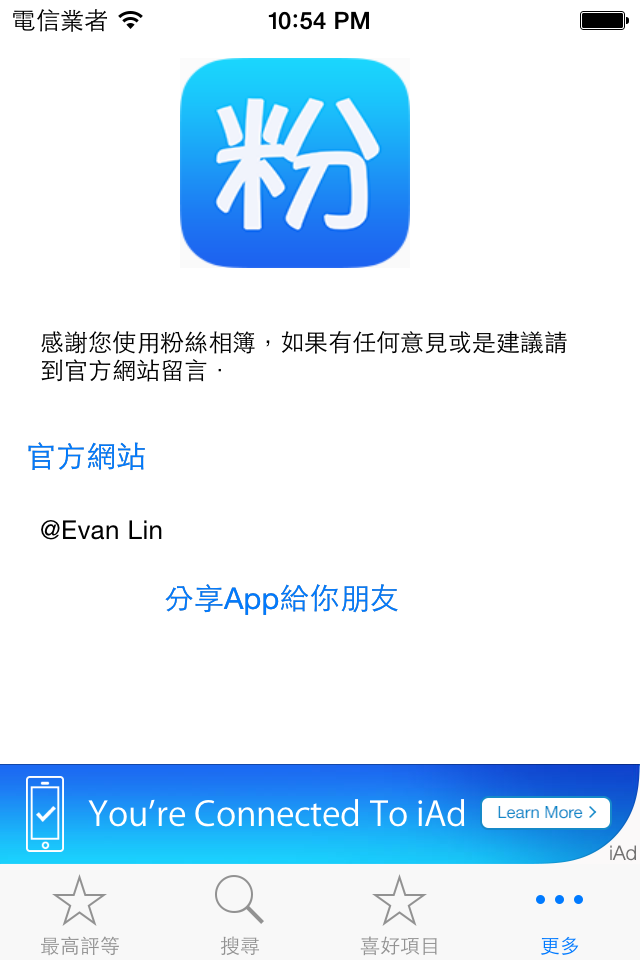 電信業者 10:54 PM
粉
感謝您使用粉絲相簿，如果有任何意見或是建議請
到官方網站留言．
官方網站
@Evan Lin
分享App給你朋友
You're Connected To iAd Learn More >
iAd
最高評等 搜尋 喜好項目 更多